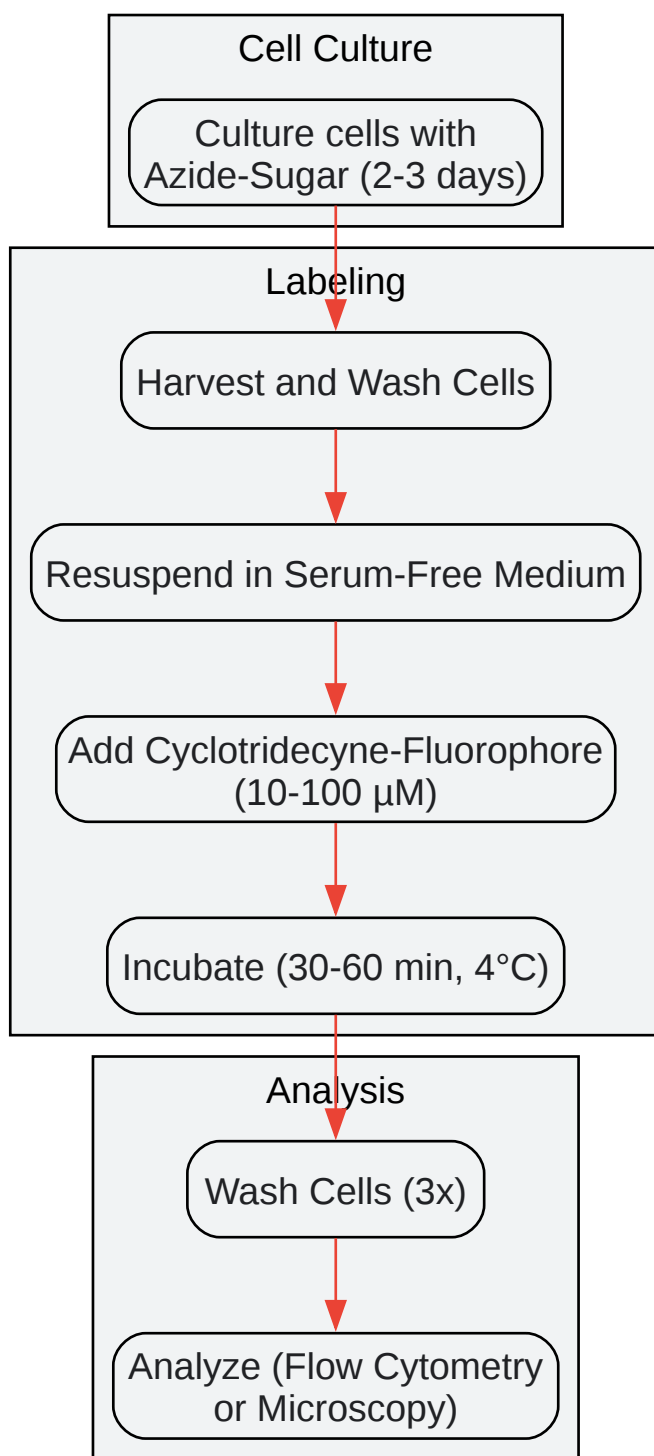 Cell Culture
Culture cells with
Azide-Sugar (2-3 days)
Labeling
Harvest and Wash Cells
Resuspend in Serum-Free Medium
Add Cyclotridecyne-Fluorophore
(10-100 µM)
Incubate (30-60 min, 4°C)
Analysis
Wash Cells (3x)
Analyze (Flow Cytometry
or Microscopy)